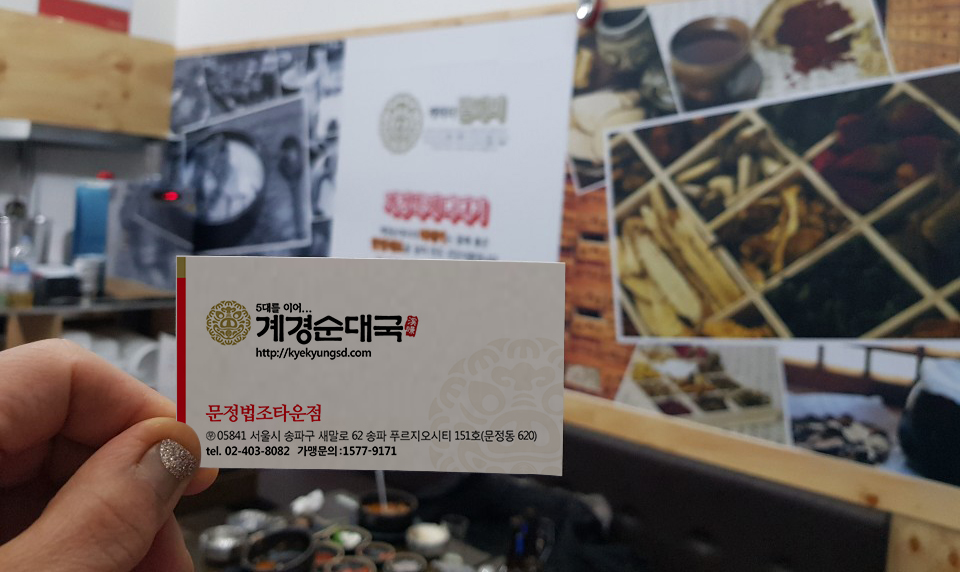 5대를 이어...
계경순대국
http://kyekyungsd.com
문정법조타운점
㉾ 05841 서울시 송파구 새말로 62 송파 푸르지오시티 151호(문정동 620)
tel. 02-403-8082 가맹문의:1577-9171